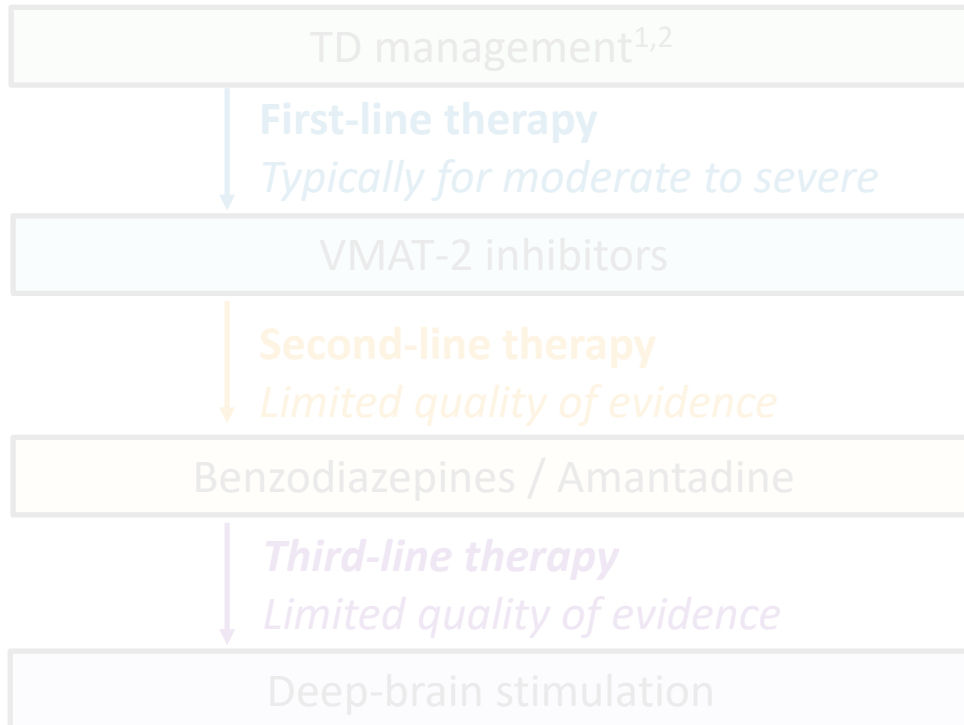 TD management1,2
First-line therapy
Typically for moderate to severe
VMAT-2 inhibitors
Second-line therapy
Limited quality of evidence
Benzodiazepines / Amantadine
Third-line therapy
Limited quality of evidence
Deep-brain stimulation